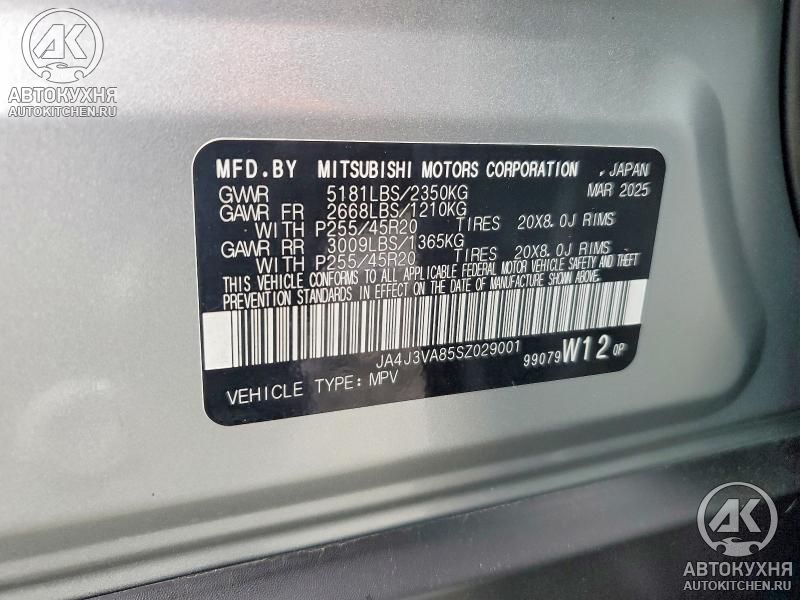 АК
АВТОКУХНЯ
AUTOKITCHEN.RU
MFD.BY MITSUBISHI MOTORS CORPORATION , JAPAN
GVWR 5181LBS/2350KG MAR 2025
GAWR FR 2668LBS/1210KG
WITH P255/45R20 TIRES 20X8.0J RIMS
GAWR RR 3009LBS/1365KG
WITH P255/45R20 TIRES 20X8.0J RIMS
THIS VEHICLE CONFORMS TO ALL APPLICABLE FEDERAL MOTOR VEHICLE SAFETY AND THEFT
PREVENTION STANDARDS IN EFFECT ON THE DATE OF MANUFACTURE SHOWN ABOVE.
JA4J3VA85SZ029001
99079W120P
VEHICLE TYPE: MPV
АК
АВТОКУХНЯ
AUTOKITCHEN.RU